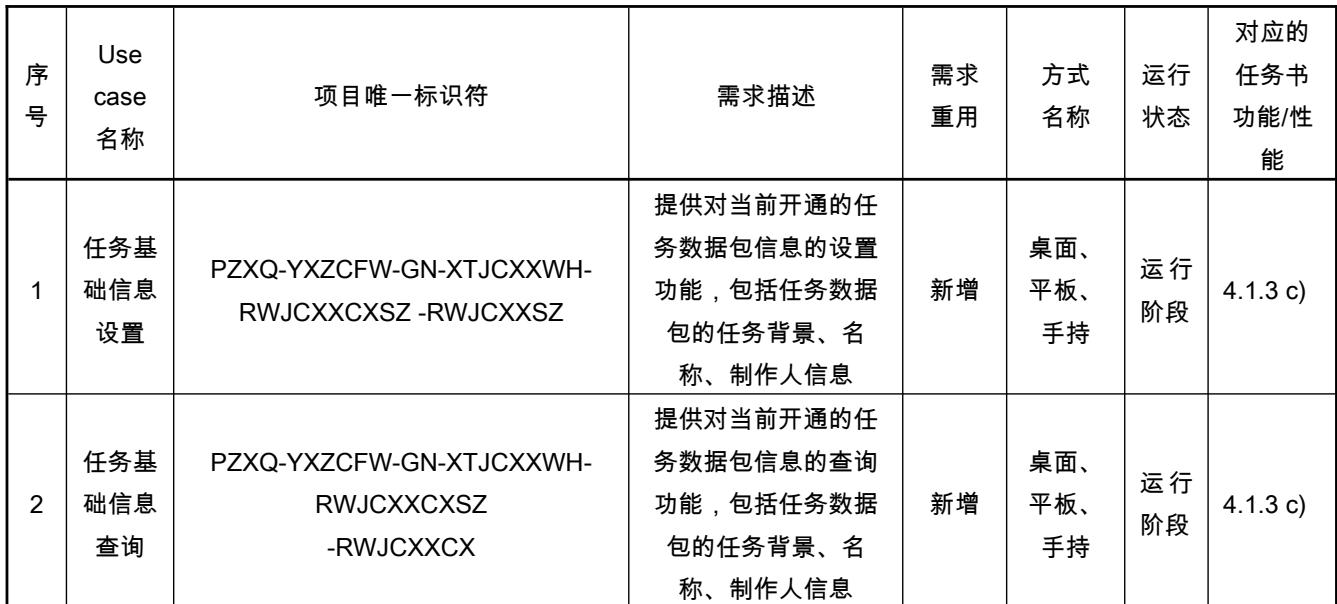 序号
Use case 名称
项目唯一标识符
需求描述
需求重用
方式名称
运行状态
对应的任务书功能/性能
1
任务基
础信息
设置
PZXQ-YXZCFW-GN-XTJCXXWH-
RWJCXXCXSZ -RWJCXXSZ
提供对当前开通的任
务数据包信息的设置
功能，包括任务数据
包的任务背景、名
称、制作人信息
新增
桌面、
平板、
手持
运行
阶段
4.1.3 c)
2
任务基
础信息
查询
PZXQ-YXZCFW-GN-XTJCXXWH-
RWJCXXCXSZ
-RWJCXXCX
提供对当前开通的任
务数据包信息的查询
功能，包括任务数据
包的任务背景、名
称、制作人信息
新增
桌面、
平板、
手持
运行
阶段
4.1.3 c)